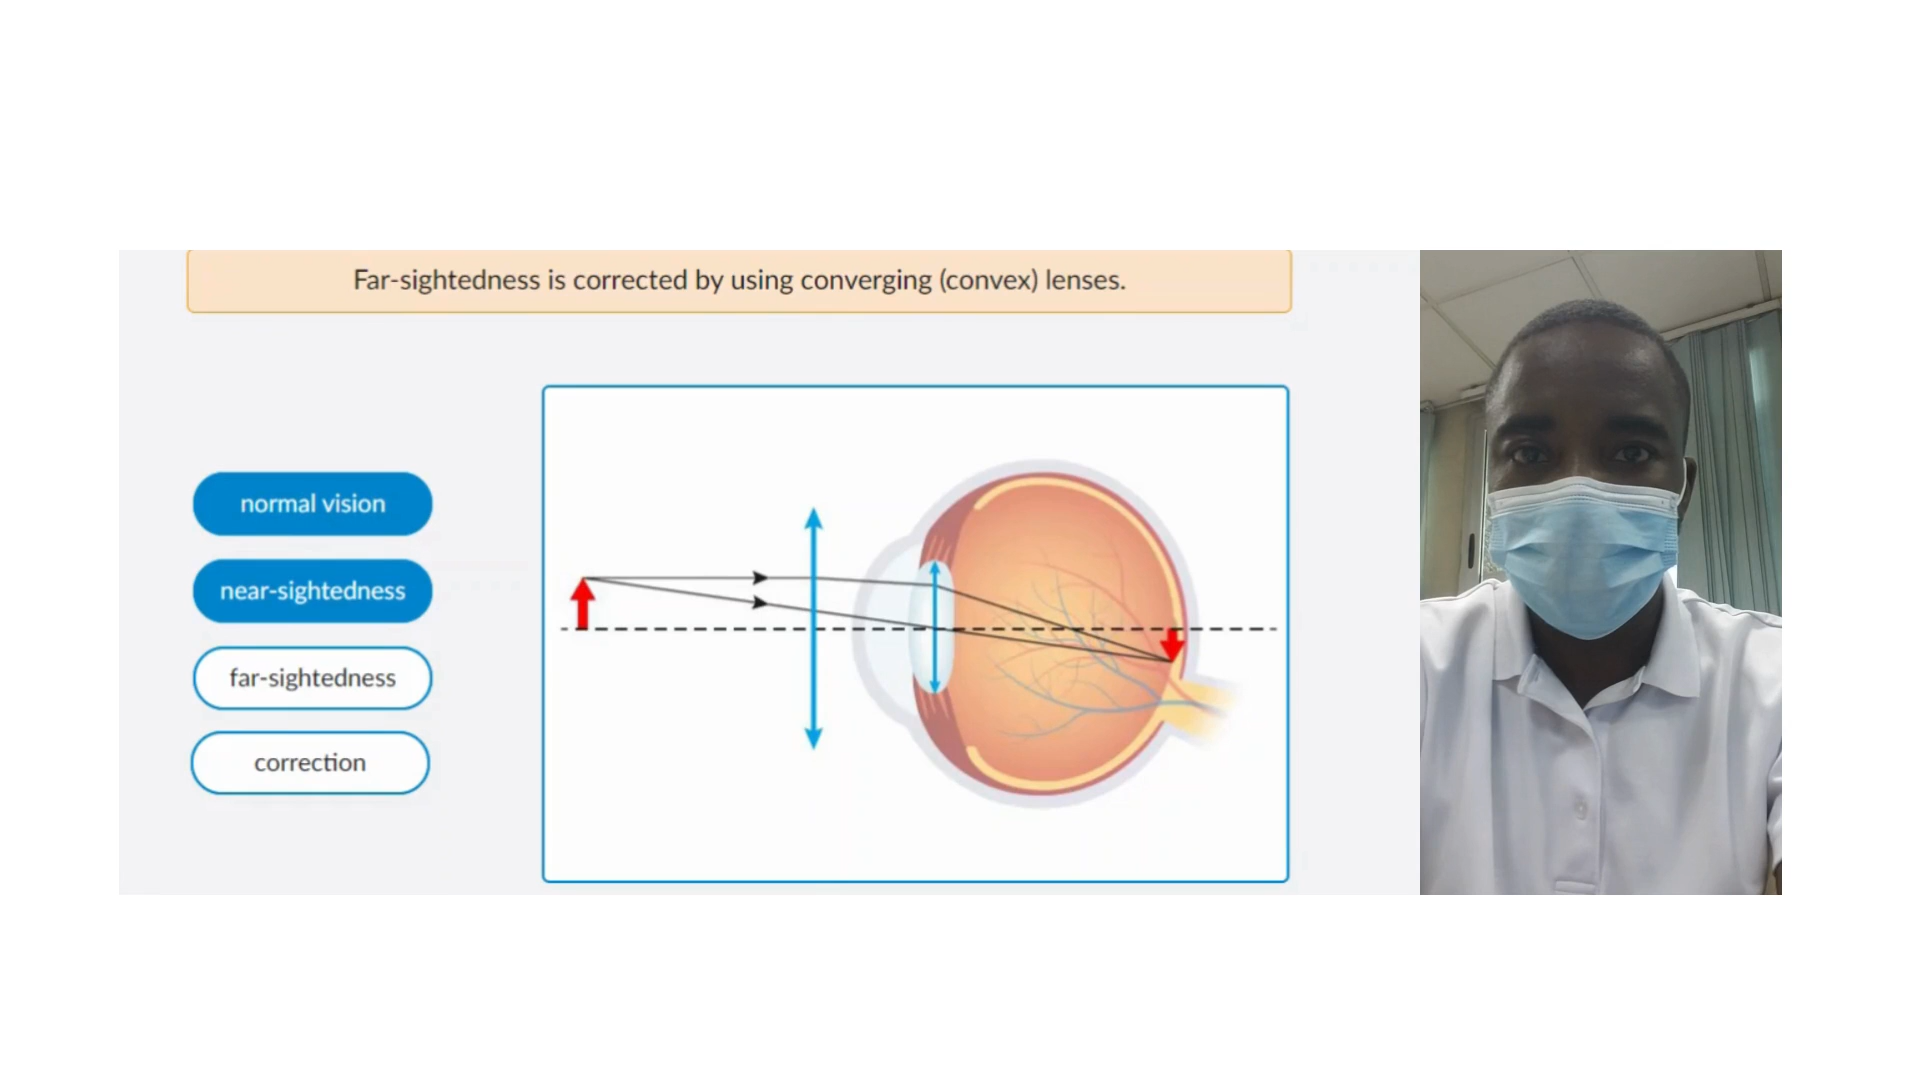 Far-sightedness is corrected by using converging (convex) lenses.
normal vision
near-sightedness
far-sightedness
correction